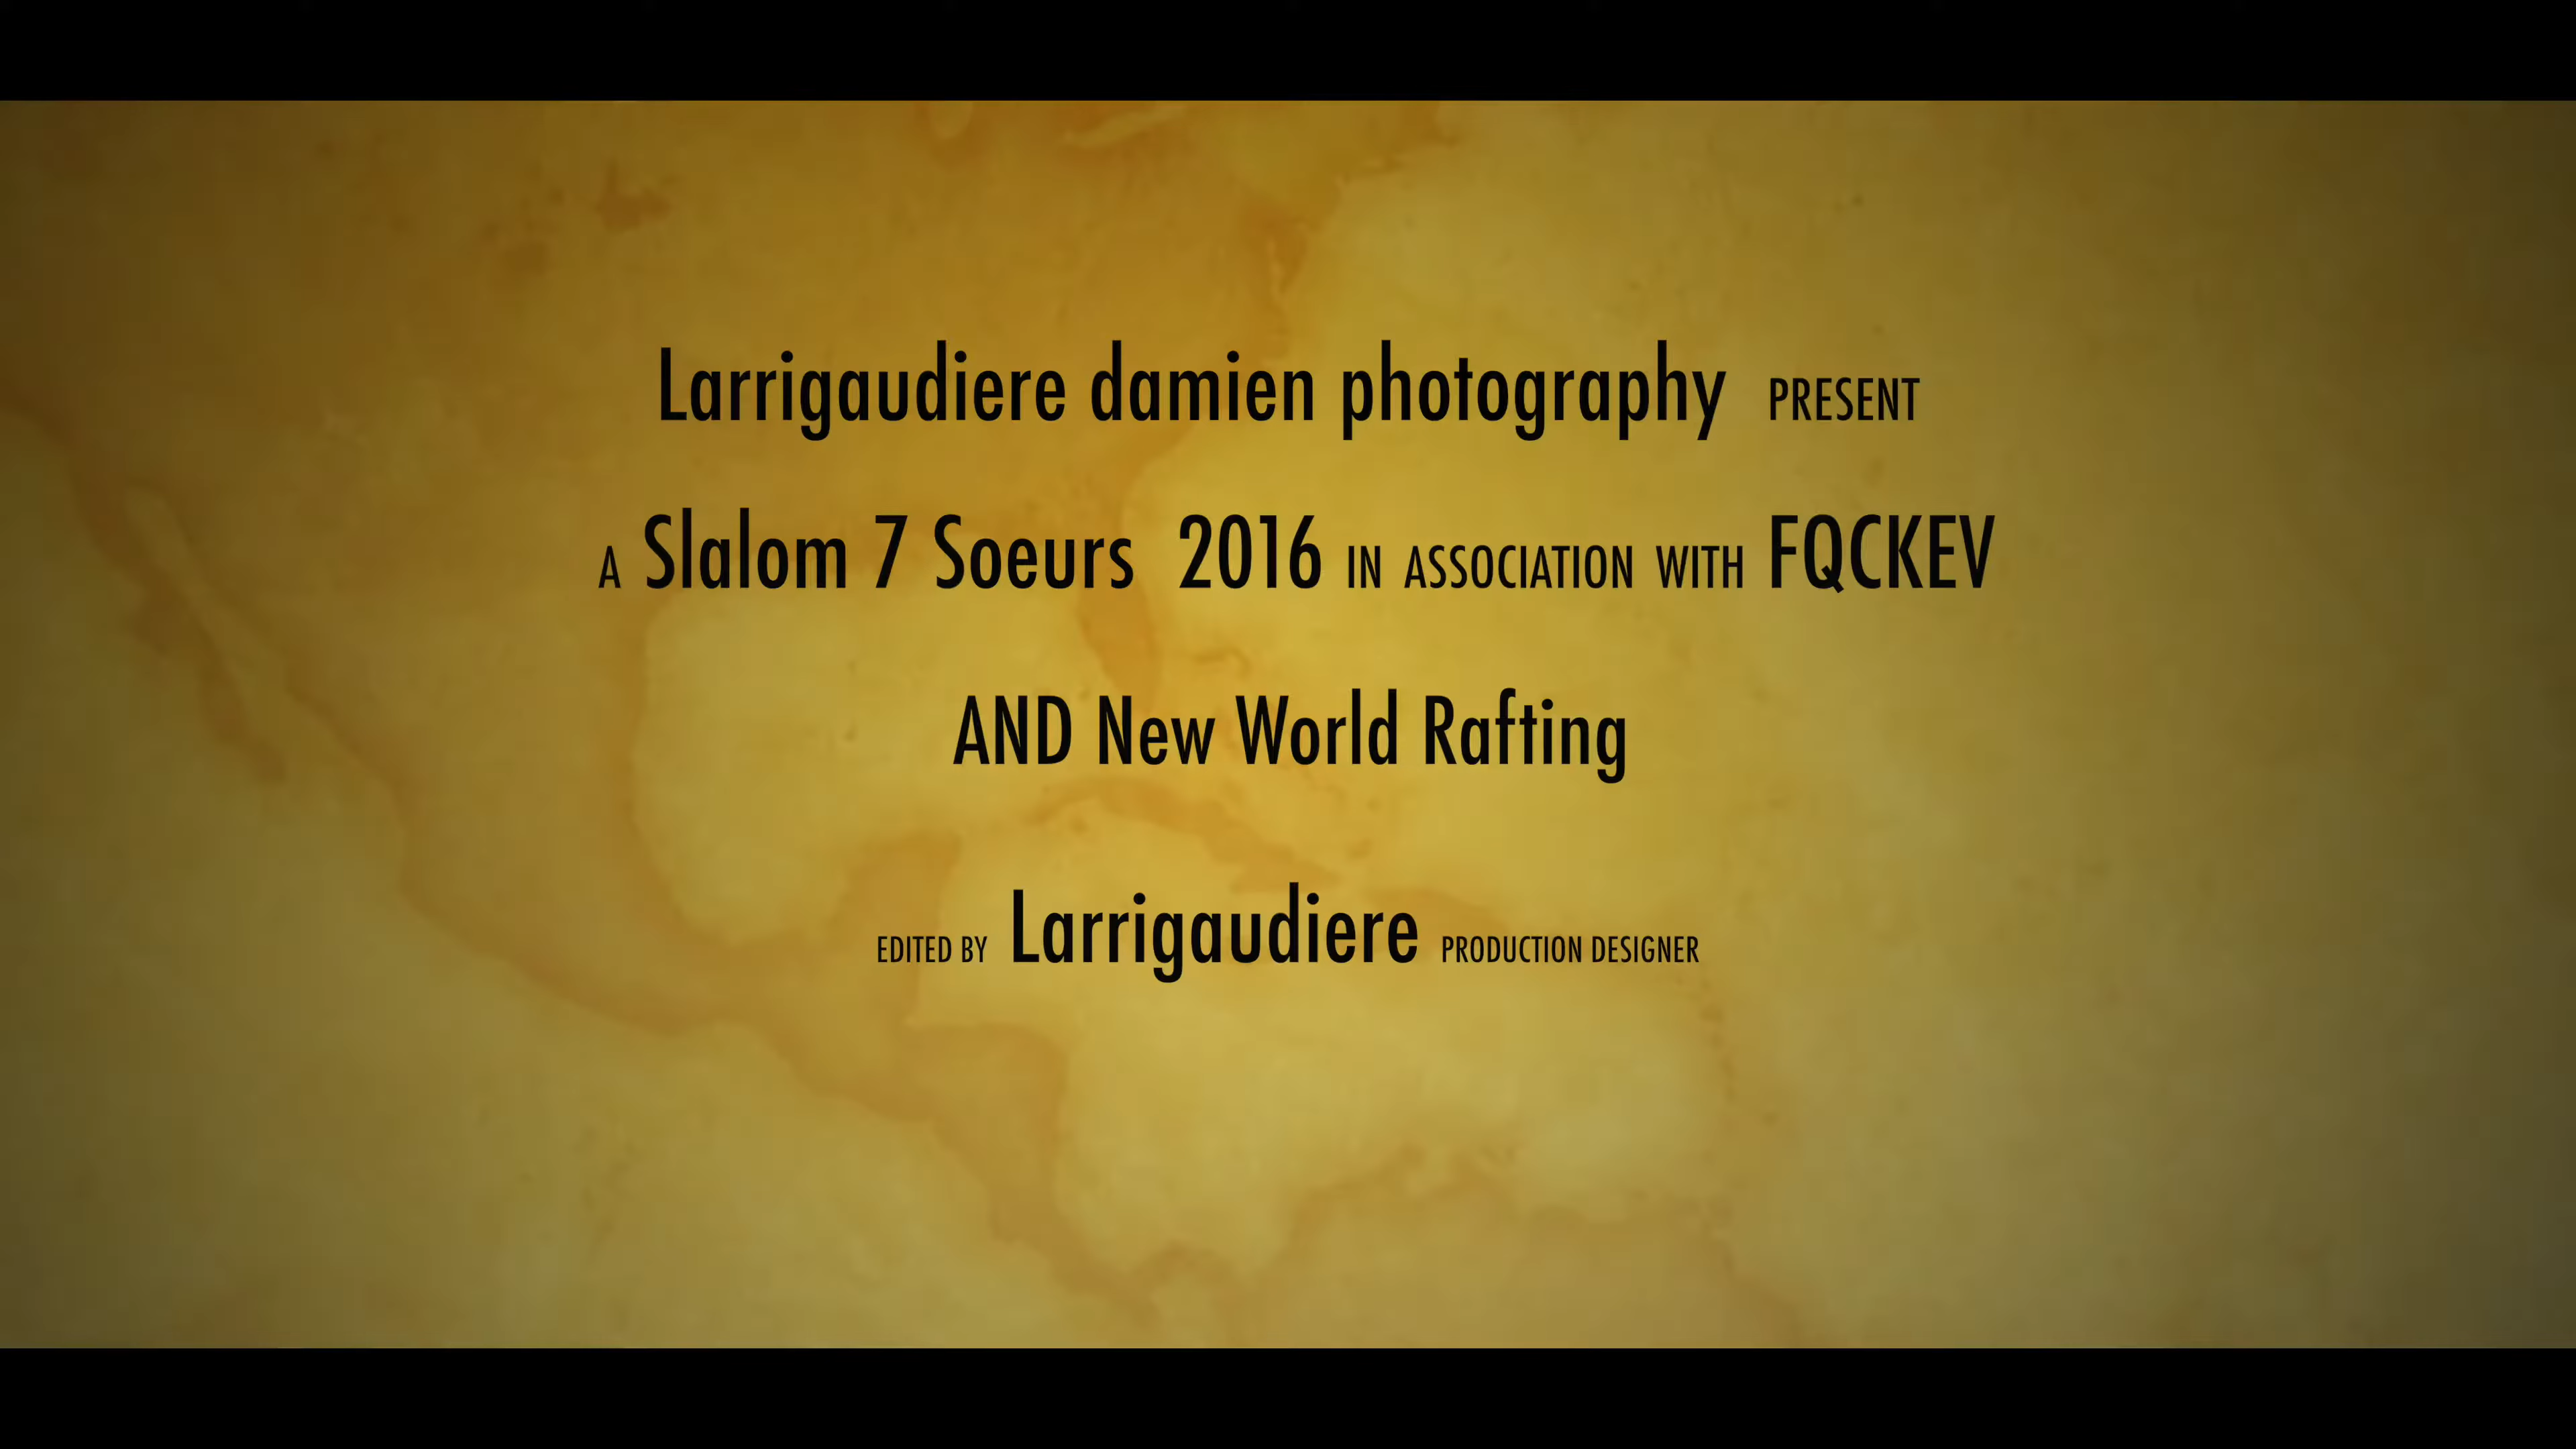 Larrigaudiere damien photography PRESENT
A Slalom 7 Soeurs 2016 IN ASSOCIATION WITH FQCKEV
AND New World Rafting
EDITED BY Larrigaudiere PRODUCTION DESIGNER